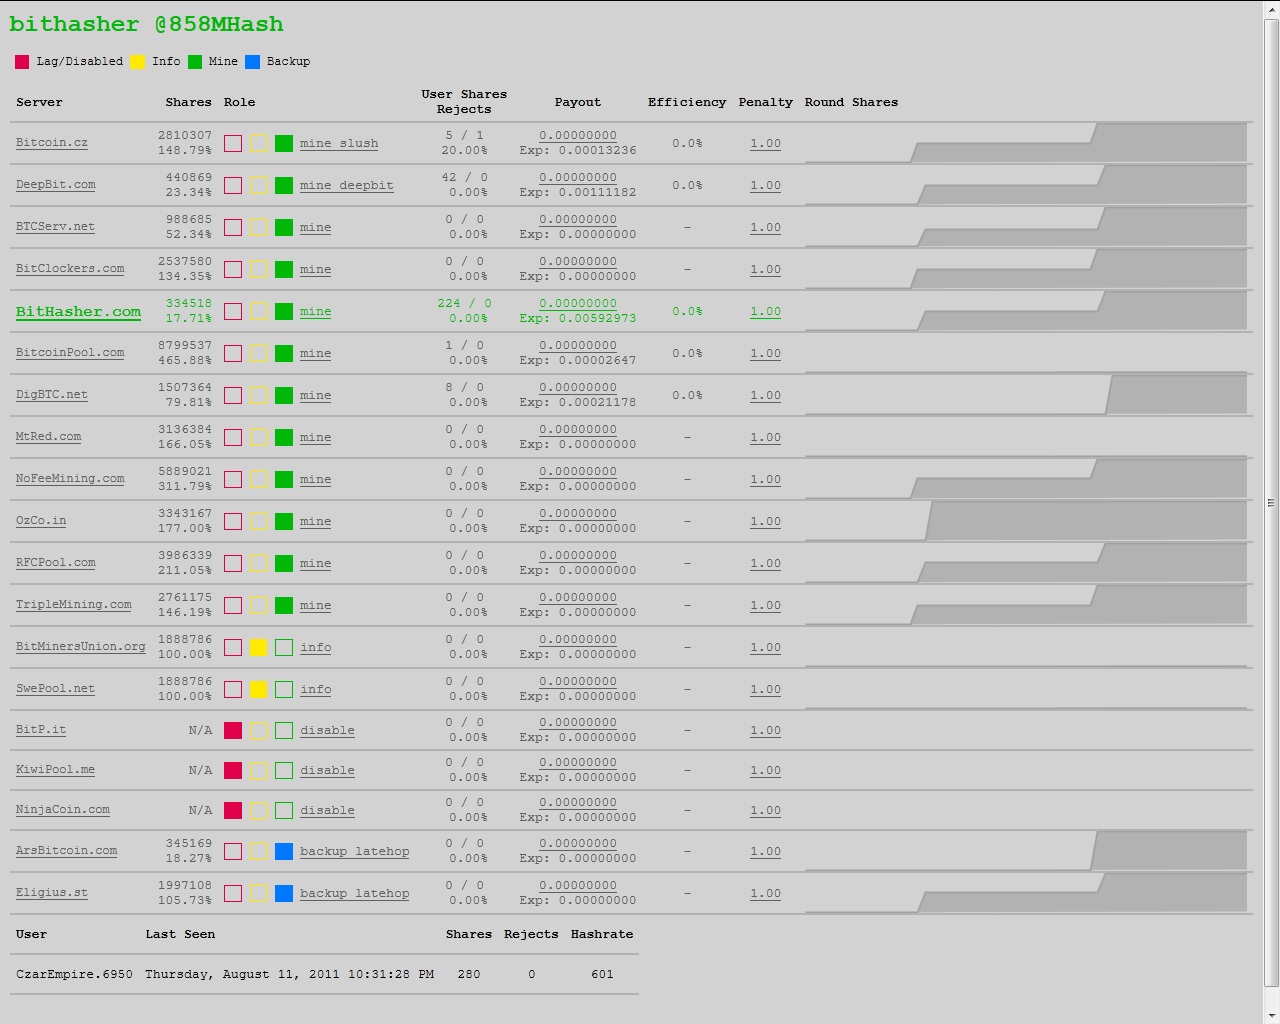 bithasher @858MHash
Lag/Disabled Info Mine Backup
Server Shares Role User Shares Rejects Payout Efficiency Penalty Round Shares
Bitcoin.cz 2810307 148.79% mine slush 5 / 1 20.00% 0.00000000 Exp: 0.00013236 0.0% 1.00
DeepBit.com 440869 23.34% mine deepbit 42 / 0 0.00% 0.00000000 Exp: 0.00111182 0.0% 1.00
BTCServ.net 988685 52.34% mine 0 / 0 0.00% 0.00000000 Exp: 0.00000000 - 1.00
BitClockers.com 2537580 134.35% mine 0 / 0 0.00% 0.00000000 Exp: 0.00000000 - 1.00
BitHasher.com 334518 17.71% mine 224 / 0 0.00% 0.00000000 Exp: 0.00592973 0.0% 1.00
BitcoinPool.com 8799537 465.88% mine 1 / 0 0.00% 0.00000000 Exp: 0.00002647 0.0% 1.00
DigBTC.net 1507364 79.81% mine 8 / 0 0.00% 0.00000000 Exp: 0.00021178 0.0% 1.00
MtRed.com 3136384 166.05% mine 0 / 0 0.00% 0.00000000 Exp: 0.00000000 - 1.00
NoFeeMining.com 5889021 311.79% mine 0 / 0 0.00% 0.00000000 Exp: 0.00000000 - 1.00
OzCo.in 3343167 177.00% mine 0 / 0 0.00% 0.00000000 Exp: 0.00000000 - 1.00
RFCPool.com 3986339 211.05% mine 0 / 0 0.00% 0.00000000 Exp: 0.00000000 - 1.00
TripleMining.com 2761175 146.19% mine 0 / 0 0.00% 0.00000000 Exp: 0.00000000 - 1.00
BitMinersUnion.org 1888786 100.00% info 0 / 0 0.00% 0.00000000 Exp: 0.00000000 - 1.00
SwePool.net 1888786 100.00% info 0 / 0 0.00% 0.00000000 Exp: 0.00000000 - 1.00
BitP.it N/A disable 0 / 0 0.00% 0.00000000 Exp: 0.00000000 - 1.00
KiwiPool.me N/A disable 0 / 0 0.00% 0.00000000 Exp: 0.00000000 - 1.00
NinjaCoin.com N/A disable 0 / 0 0.00% 0.00000000 Exp: 0.00000000 - 1.00
ArsBitcoin.com 345169 18.27% backup latehop 0 / 0 0.00% 0.00000000 Exp: 0.00000000 - 1.00
Eligius.st 1997108 105.73% backup latehop 0 / 0 0.00% 0.00000000 Exp: 0.00000000 - 1.00
User Last Seen Shares Rejects Hashrate
CzarEmpire.6950 Thursday, August 11, 2011 10:31:28 PM 280 0 601